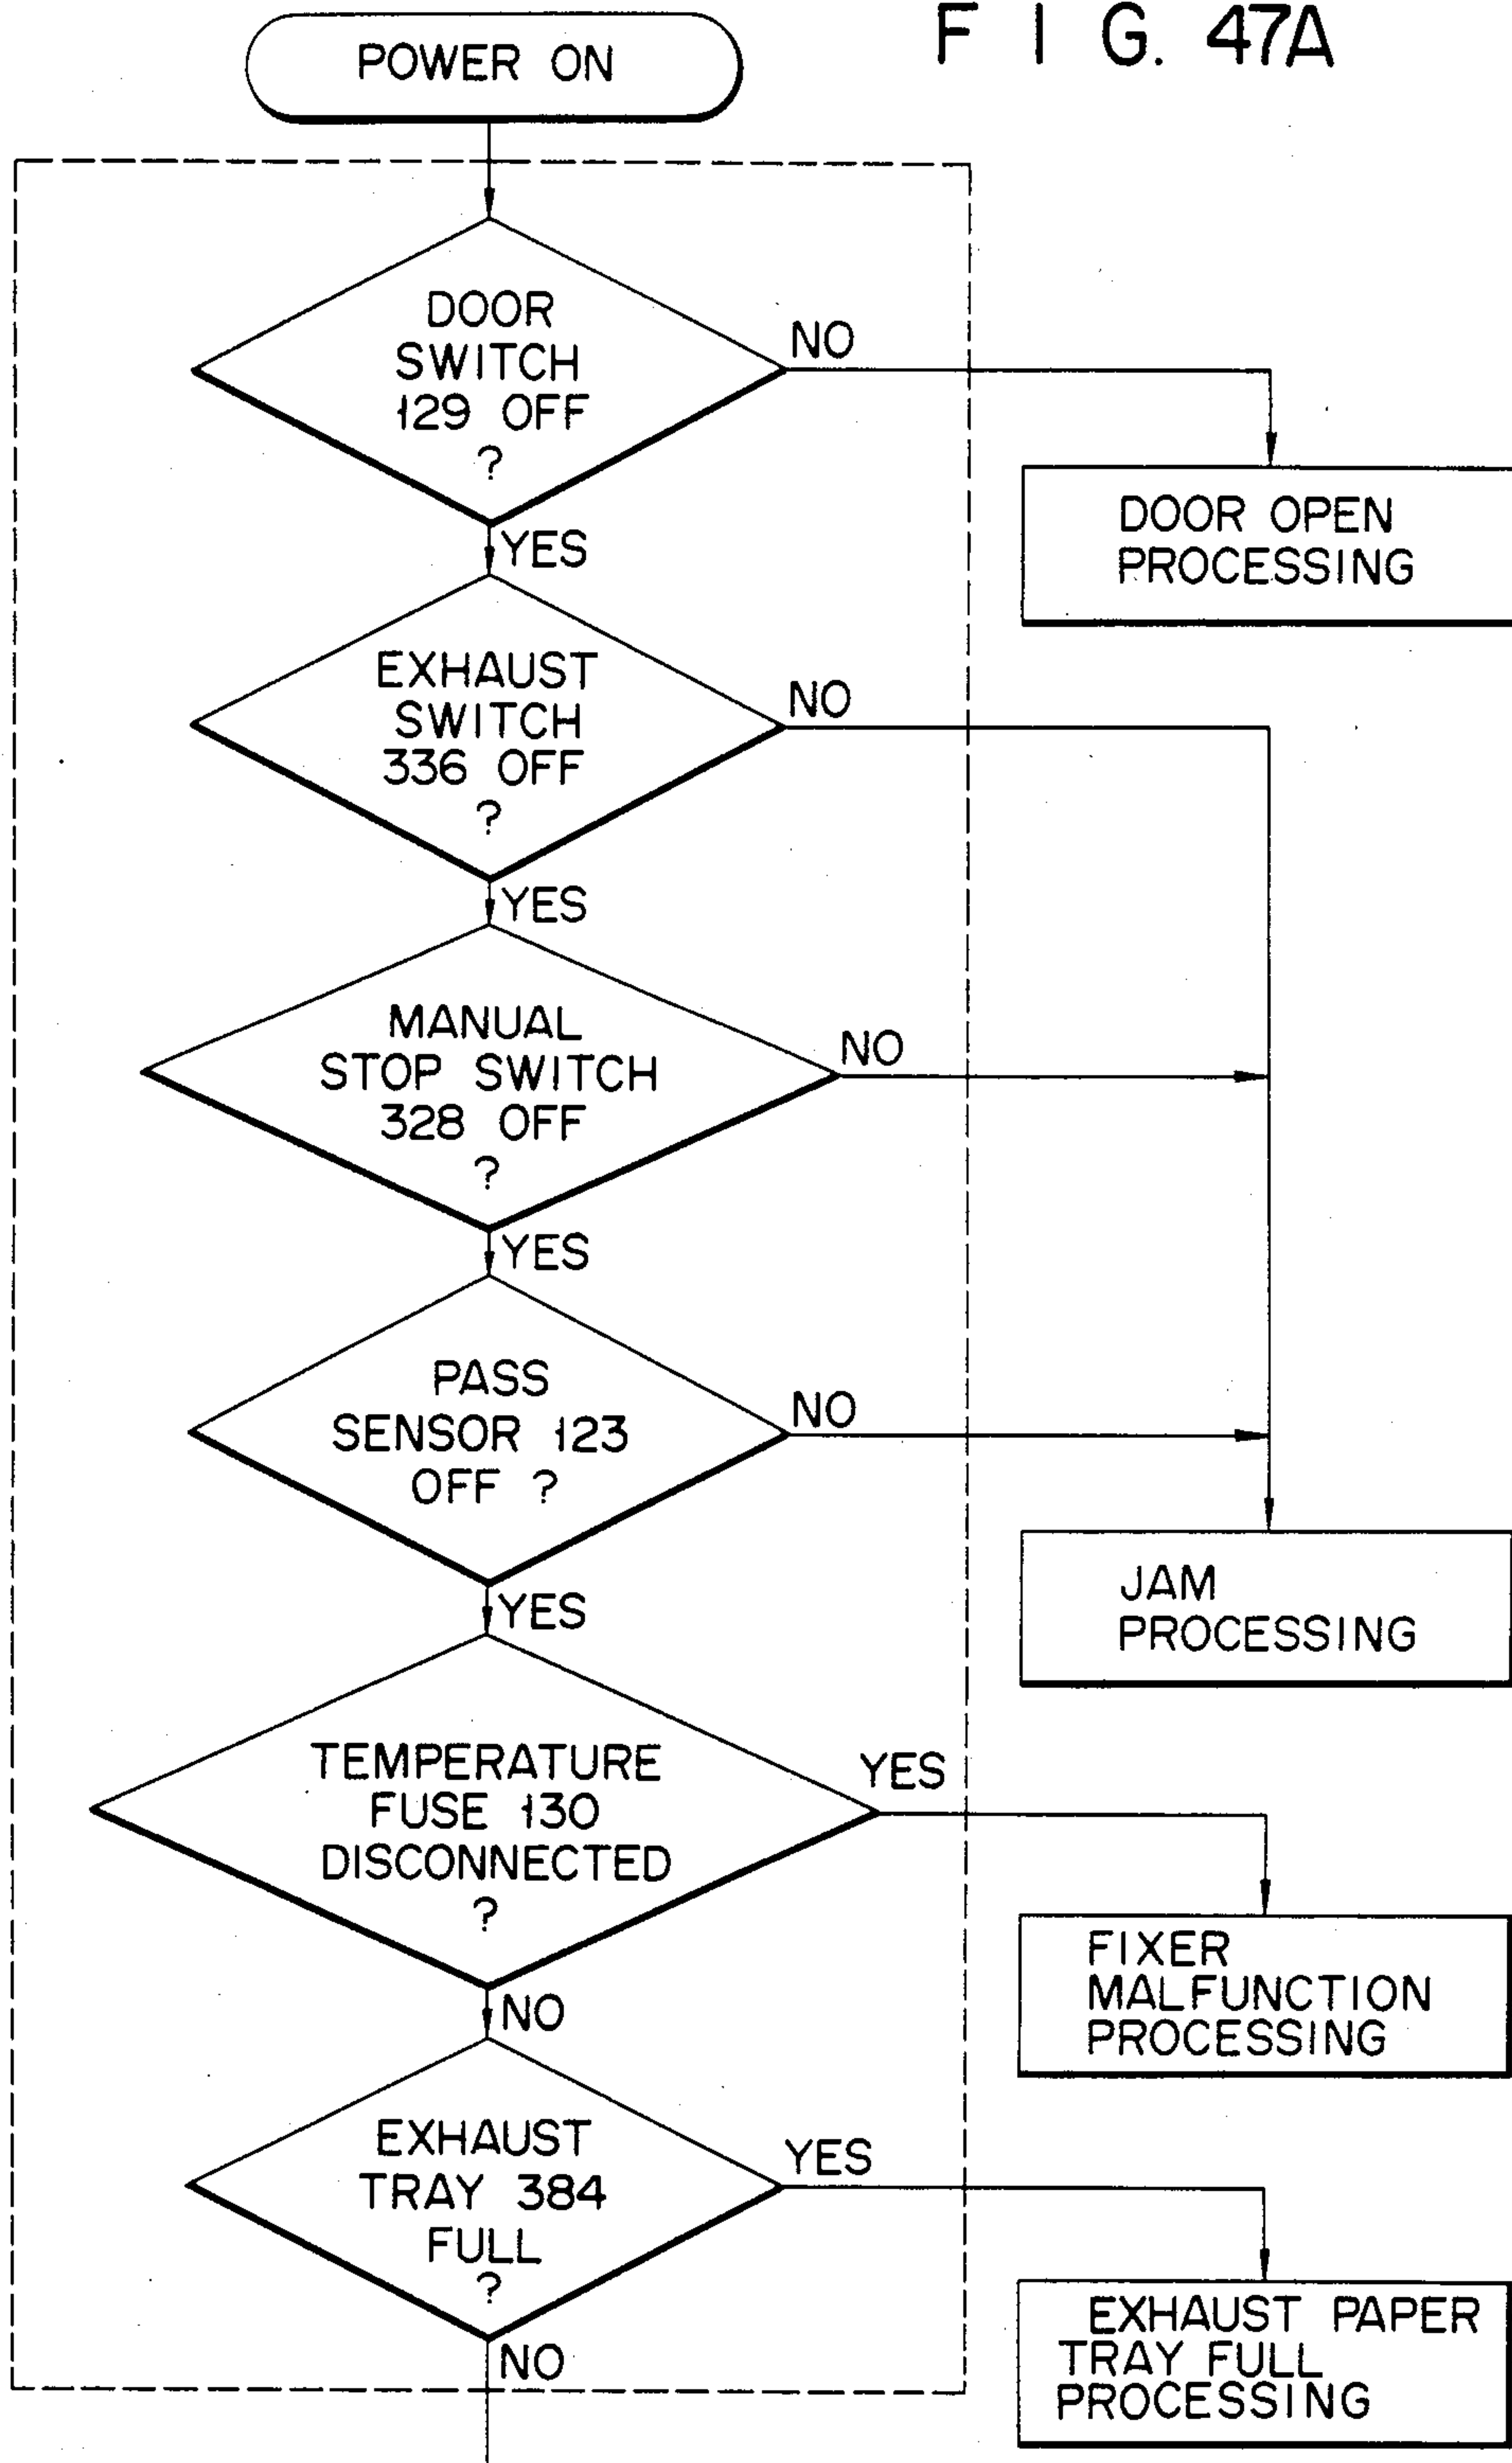 F I G. 47A
POWER ON
DOOR
SWITCH
129 OFF
?
NO
YES
DOOR OPEN
PROCESSING
EXHAUST
SWITCH
336 OFF
?
NO
YES
MANUAL
STOP SWITCH
328 OFF
?
NO
YES
PASS
SENSOR 123
OFF ?
NO
YES
JAM
PROCESSING
TEMPERATURE
FUSE 130
DISCONNECTED
?
YES
NO
FIXER
MALFUNCTION
PROCESSING
EXHAUST
TRAY 384
FULL
?
YES
NO
EXHAUST PAPER
TRAY FULL
PROCESSING